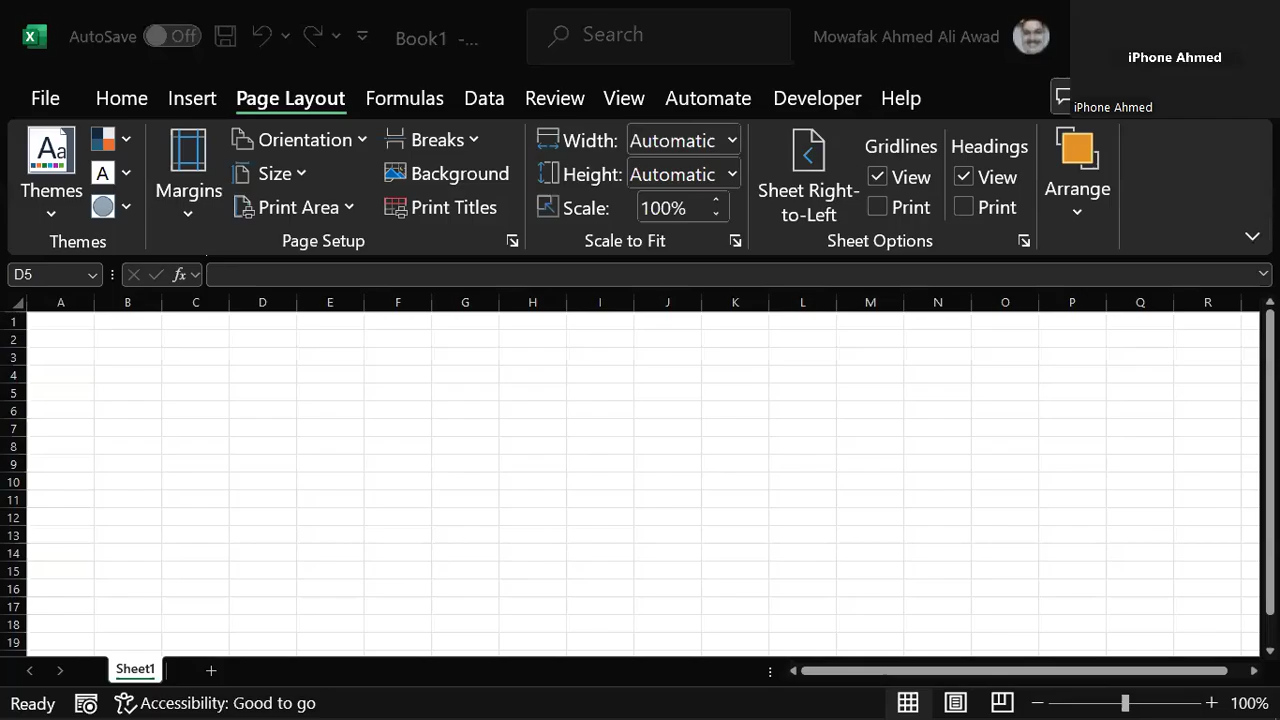 AutoSave Off Book1 -... Search Mowafak Ahmed Ali Awad
iPhone Ahmed
iPhone Ahmed
File Home Insert Page Layout Formulas Data Review View Automate Developer Help
Aa A
Themes
Margins
Orientation
Size
Print Area
Breaks
Background
Print Titles
Width: Automatic
Height: Automatic
Scale: 100%
Sheet Right-
to-Left
Gridlines
View
Print
Headings
View
Print
Arrange
Themes Page Setup Scale to Fit Sheet Options
D5 fx
A B C D E F G H I J K L M N O P Q R
1
2
3
4
5
6
7
8
9
10
11
12
13
14
15
16
17
18
19
Sheet1
Ready Accessibility: Good to go 100%